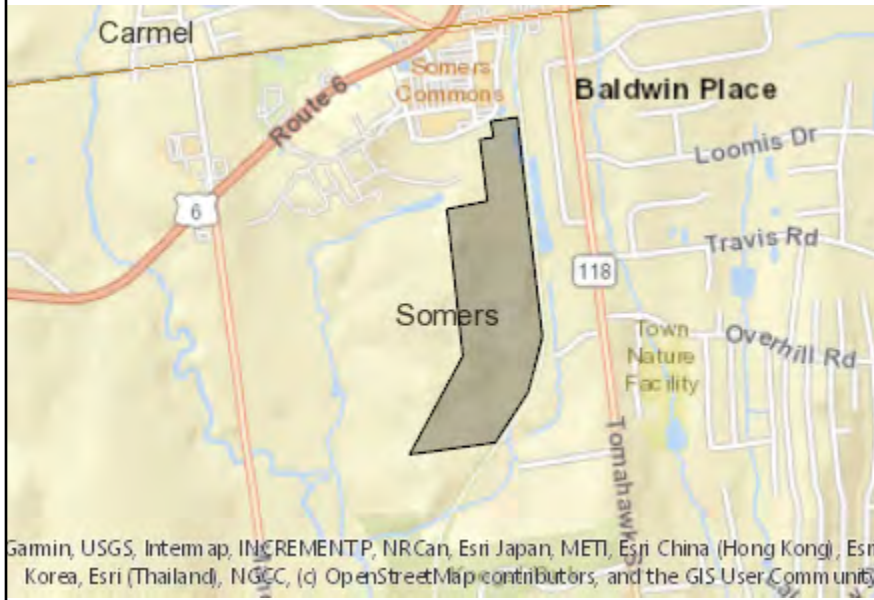 Carmel
Route 6
Somers
Commons
Baldwin Place
Loomis Dr
6
Travis Rd
118
Somers
Town
Nature
Facility
Overhill Rd
Tomahawk
Garmin, USGS, Intermap, INCREMENT P, NRCan, Esri Japan, METI, Esri China (Hong Kong), Esri
Korea, Esri (Thailand), NGCC, (c) OpenStreetMap contributors, and the GIS User Community